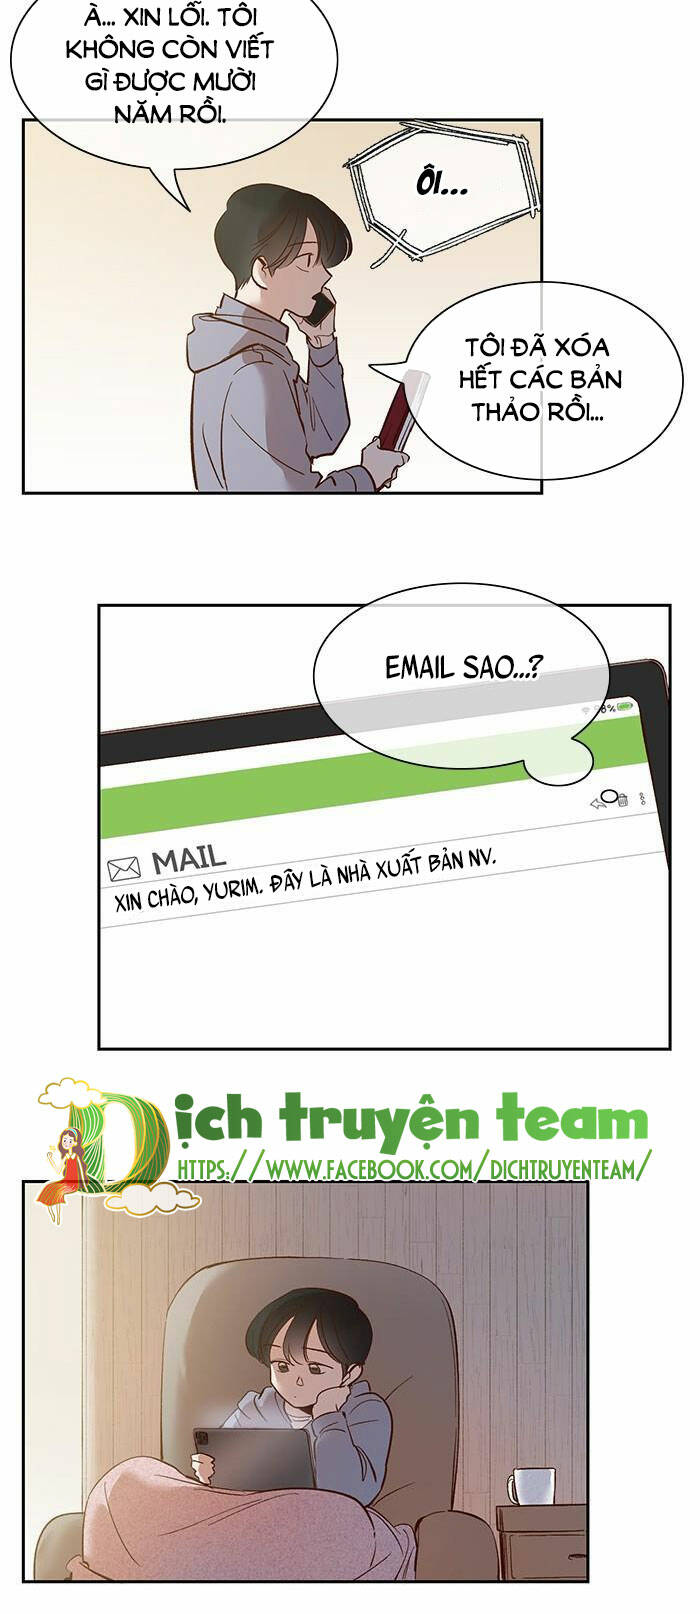 À... XIN LỖI. TÔI
KHÔNG CÒN VIẾT
GÌ ĐƯỢC MƯỜI
NĂM RỒI.
ÔI...
TÔI ĐÃ XÓA
HẾT CÁC BẢN
THẢO RỒI...
EMAIL SAO...?
98%
MAIL
XIN CHÀO, YURIM. ĐÂY LÀ NHÀ XUẤT BẢN NV.
Dịch truyện team
HTTPS://WWW.FACEBOOK.COM/DICHTRUYENTEAM/